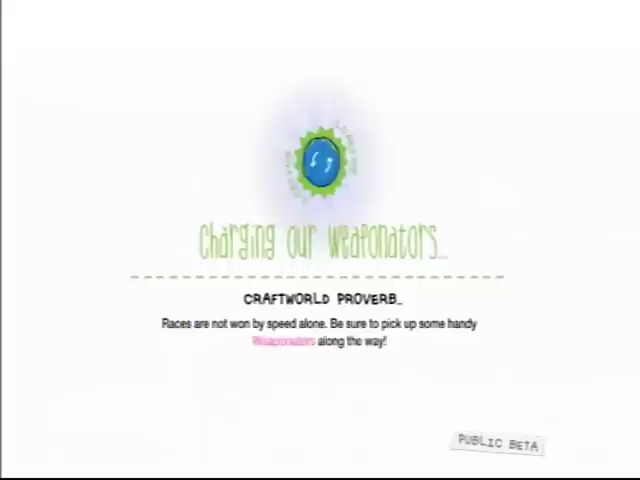 Charging our Weaponators...
CRAFTWORLD PROVERB...
Races are not won by speed alone. Be sure to pick up some handy
Weaponators along the way!
PUBLIC BETA